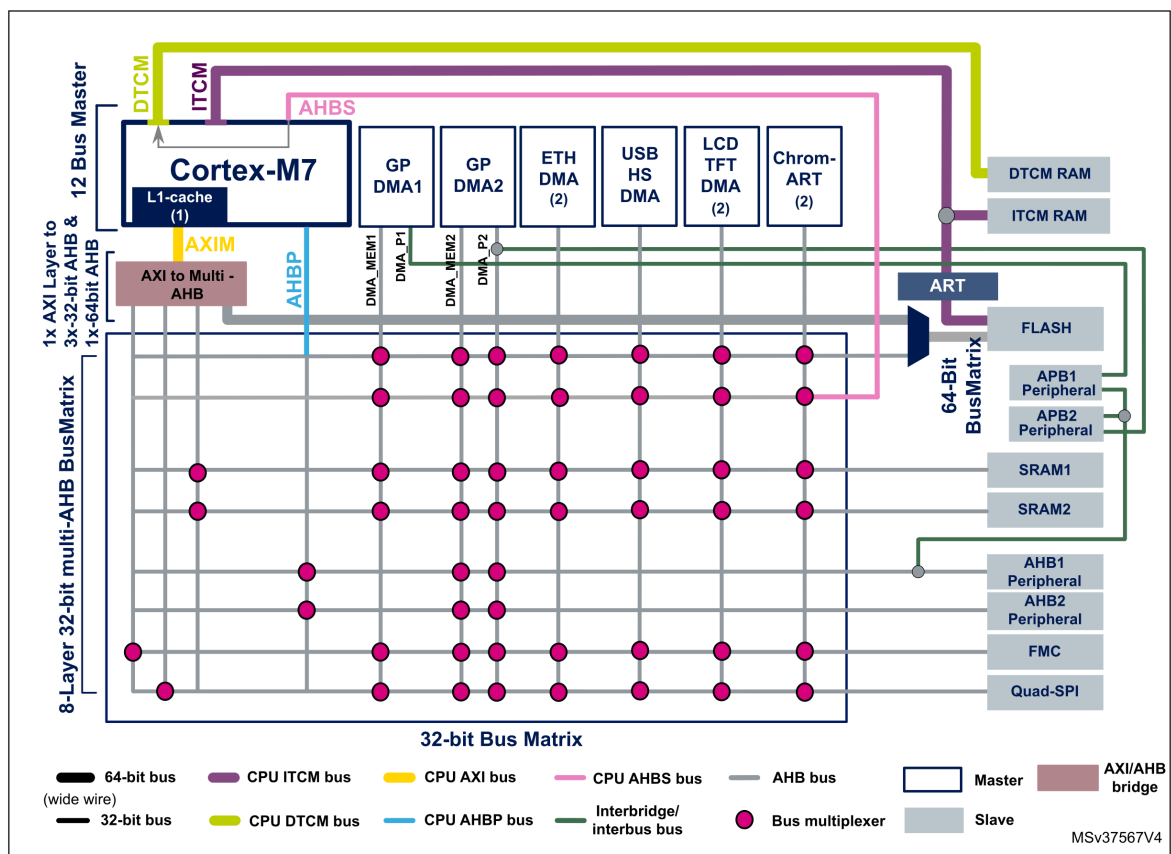 DTCM
ITCM
AHBS
12 Bus Master
Cortex-M7
L1-cache
(1)
GP
DMA1
GP
DMA2
ETH
DMA
(2)
USB
HS
DMA
LCD
TFT
DMA
(2)
Chrom-
ART
(2)
DTCM RAM
ITCM RAM
1x AXI Layer to
3x-32-bit AHB &
1x-64bit AHB
AXIM
AXI to Multi -
AHB
AHBP
DMA_MEM1
DMA_P1
DMA_MEM2
DMA_P2
ART
FLASH
64-Bit
BusMatrix
APB1
Peripheral
APB2
Peripheral
8-Layer 32-bit multi-AHB BusMatrix
SRAM1
SRAM2
AHB1
Peripheral
AHB2
Peripheral
FMC
Quad-SPI
32-bit Bus Matrix
64-bit bus
(wide wire)
32-bit bus
CPU ITCM bus
CPU DTCM bus
CPU AXI bus
CPU AHBP bus
CPU AHBS bus
Interbridge/
interbus bus
AHB bus
Bus multiplexer
Master
Slave
AXI/AHB
bridge
MSv37567V4